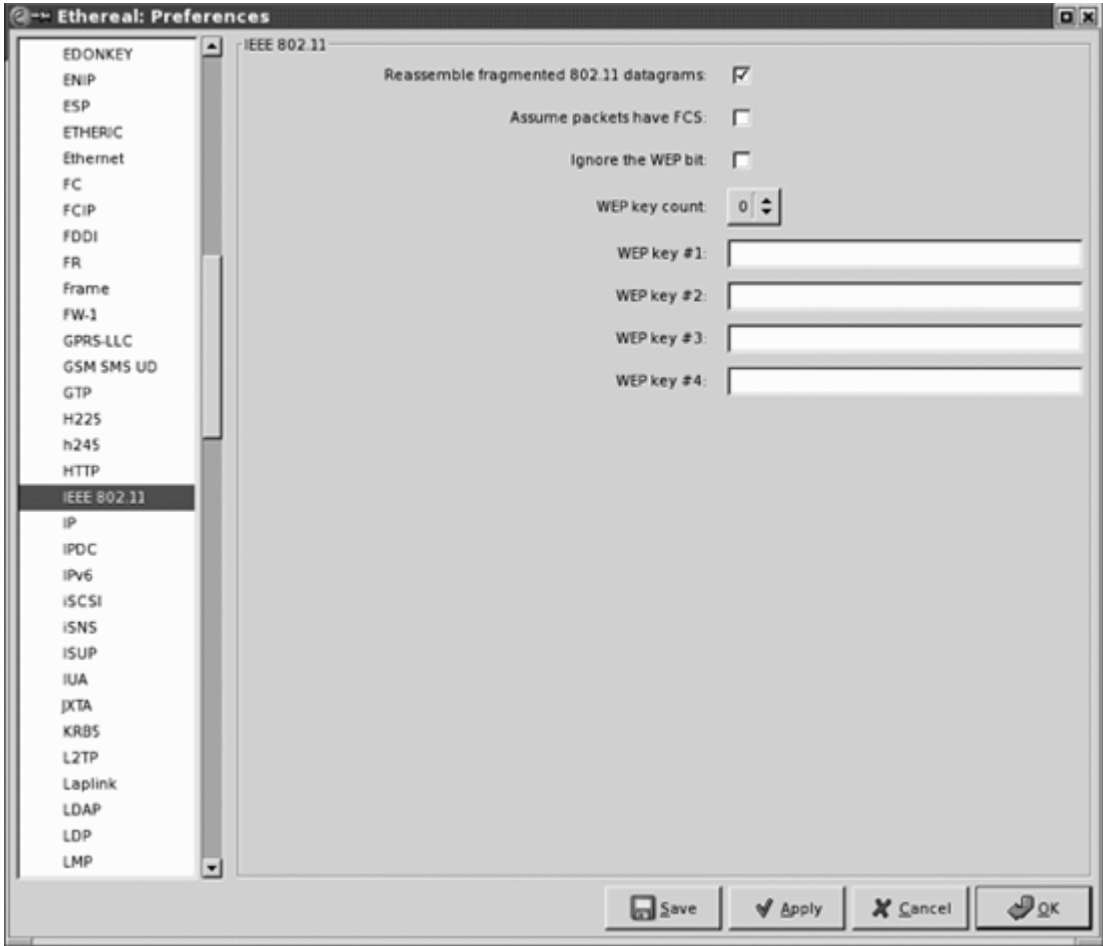 Ethereal: Preferences
EDONKEY
ENIP
ESP
ETHERIC
Ethernet
FC
FCIP
FDDI
FR
Frame
FW-1
GPRS-LLC
GSM SMS UD
GTP
H225
h245
HTTP
IEEE 802.11
IP
IPDC
IPv6
iSCSI
iSNS
ISUP
IUA
JXTA
KRB5
L2TP
Laplink
LDAP
LDP
LMP
IEEE 802.11
Reassemble fragmented 802.11 datagrams:
Assume packets have FCS:
Ignore the WEP bit:
WEP key count: 0
WEP key #1:
WEP key #2:
WEP key #3:
WEP key #4:
Save Apply Cancel OK